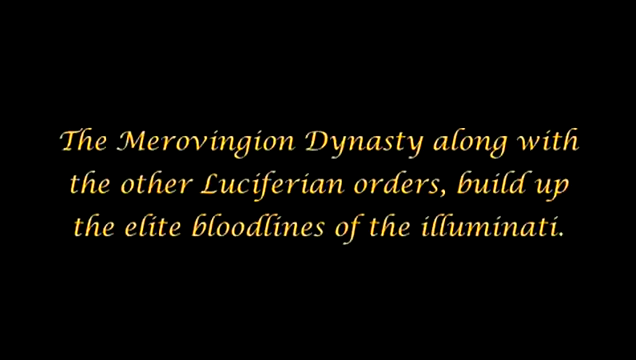 The Merovingion Dynasty along with
the other Luciferian orders, build up
the elite bloodlines of the illuminati.